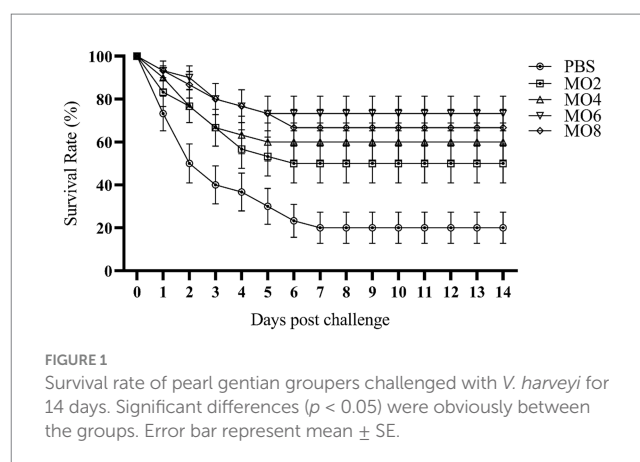 100
80
60
40
20
0
Survival Rate (%)
0 1 2 3 4 5 6 7 8 9 10 11 12 13 14
Days post challenge
PBS
MO2
MO4
MO6
MO8
FIGURE 1
Survival rate of pearl gentian groupers challenged with V. harveyi for
14 days. Significant differences (p < 0.05) were obviously between
the groups. Error bar represent mean ± SE.